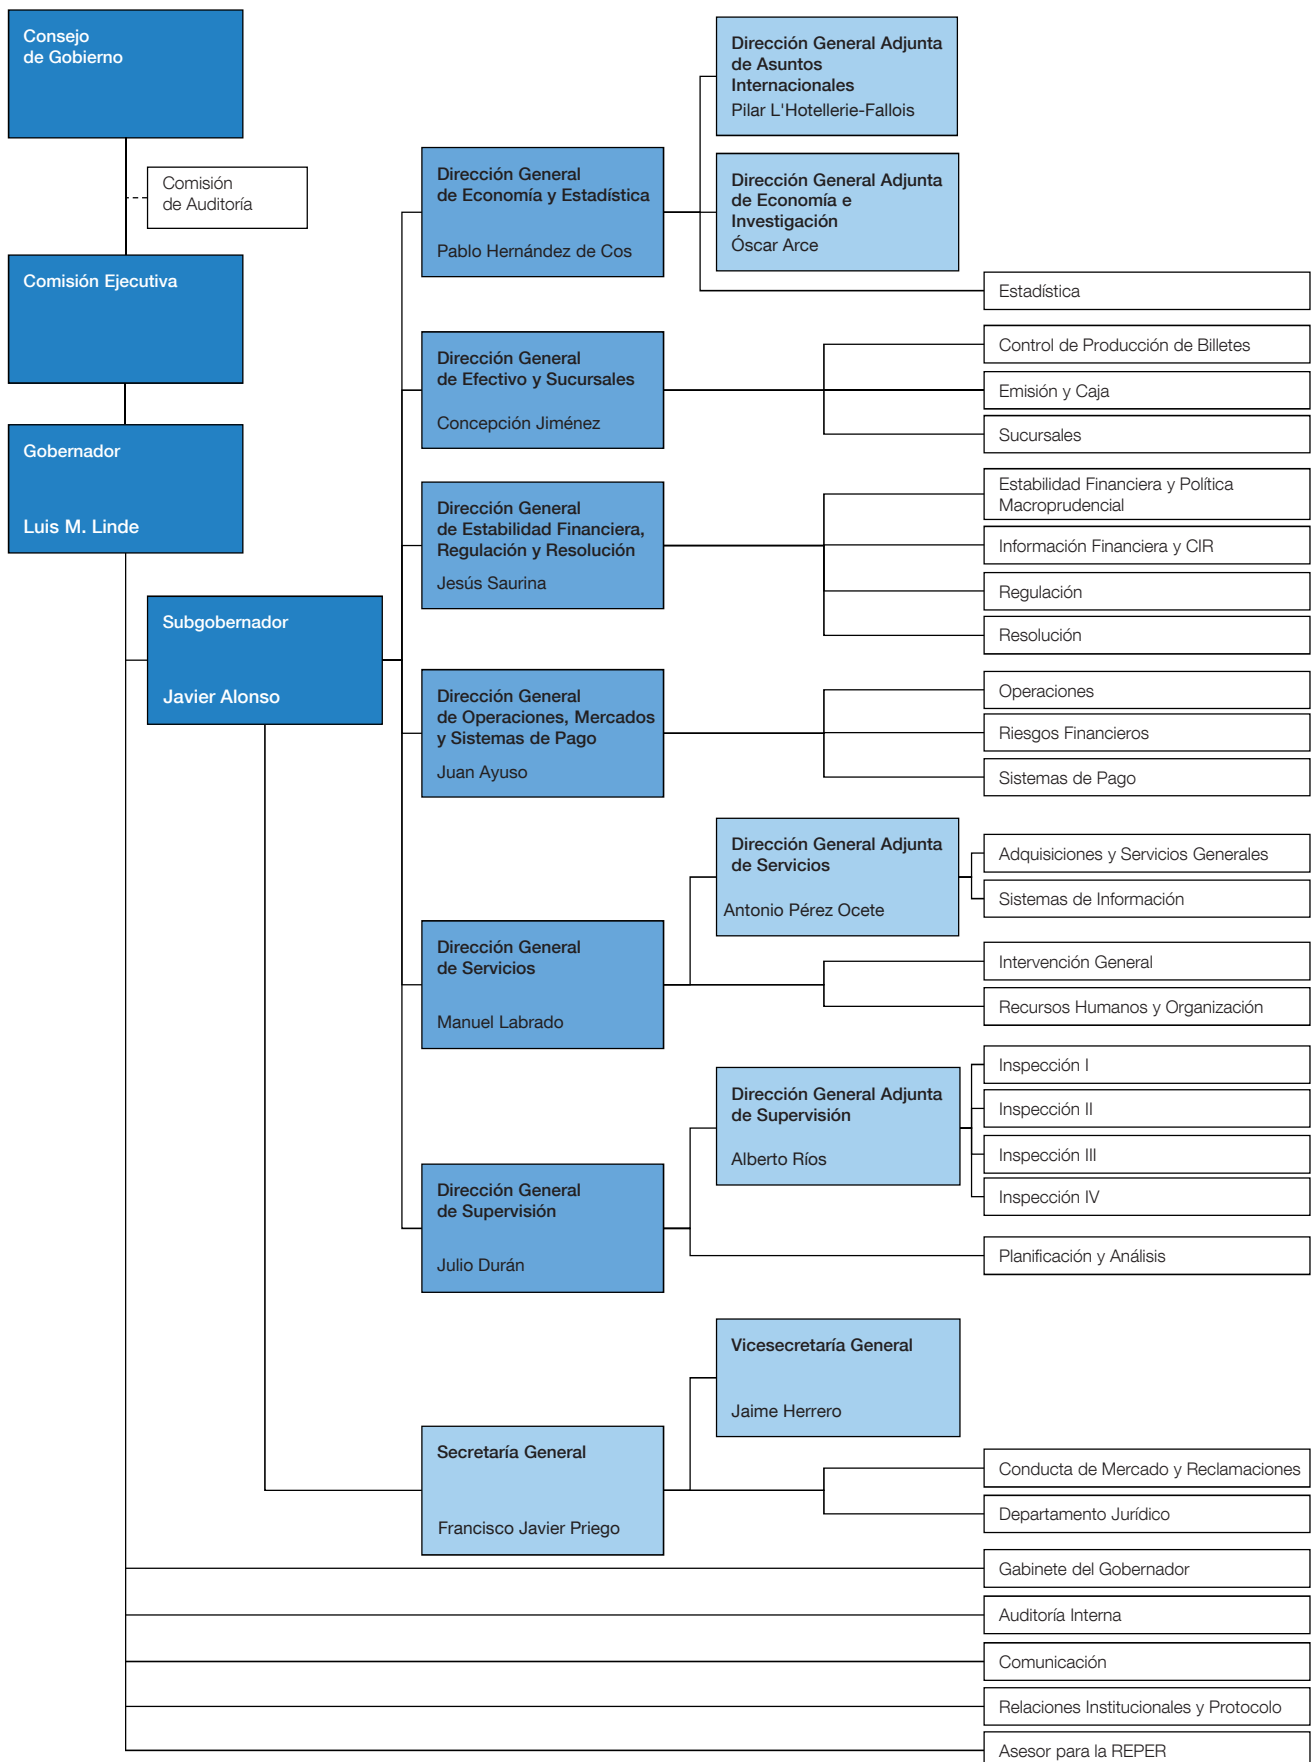 Consejo
de Gobierno
Comisión
de Auditoría
Comisión Ejecutiva
Gobernador
Luis M. Linde
Subgobernador
Javier Alonso
Dirección General
de Economía y Estadística
Pablo Hernández de Cos
Dirección General Adjunta
de Asuntos
Internacionales
Pilar L'Hotellerie-Fallois
Dirección General Adjunta
de Economía e
Investigación
Óscar Arce
Estadística
Dirección General
de Efectivo y Sucursales
Concepción Jiménez
Control de Producción de Billetes
Emisión y Caja
Sucursales
Dirección General
de Estabilidad Financiera,
Regulación y Resolución
Jesús Saurina
Estabilidad Financiera y Política
Macroprudencial
Información Financiera y CIR
Regulación
Resolución
Dirección General
de Operaciones, Mercados
y Sistemas de Pago
Juan Ayuso
Operaciones
Riesgos Financieros
Sistemas de Pago
Dirección General
de Servicios
Manuel Labrado
Dirección General Adjunta
de Servicios
Antonio Pérez Ocete
Adquisiciones y Servicios Generales
Sistemas de Información
Intervención General
Recursos Humanos y Organización
Dirección General
de Supervisión
Julio Durán
Dirección General Adjunta
de Supervisión
Alberto Ríos
Inspección I
Inspección II
Inspección III
Inspección IV
Planificación y Análisis
Secretaría General
Francisco Javier Priego
Vicesecretaría General
Jaime Herrero
Conducta de Mercado y Reclamaciones
Departamento Jurídico
Gabinete del Gobernador
Auditoría Interna
Comunicación
Relaciones Institucionales y Protocolo
Asesor para la REPER